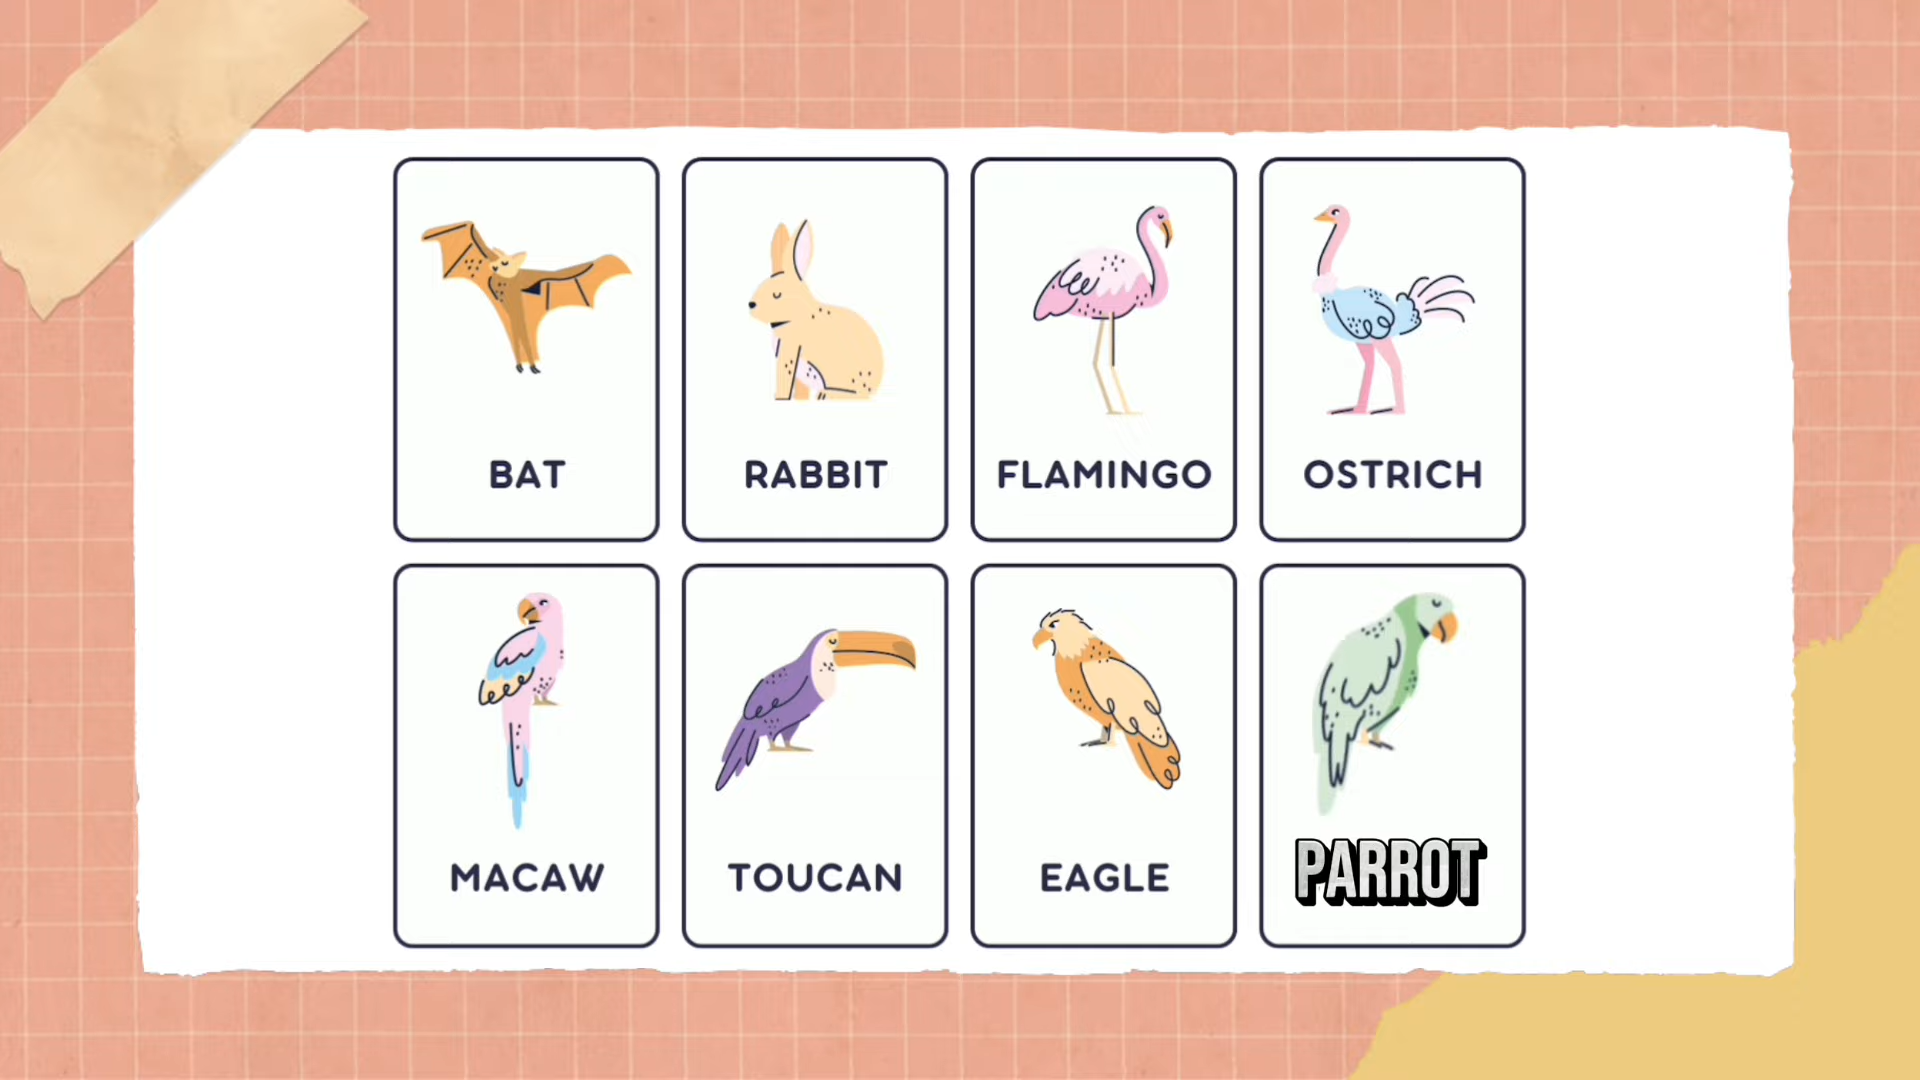 BAT
RABBIT
FLAMINGO
OSTRICH
MACAW
TOUCAN
EAGLE
PARROT